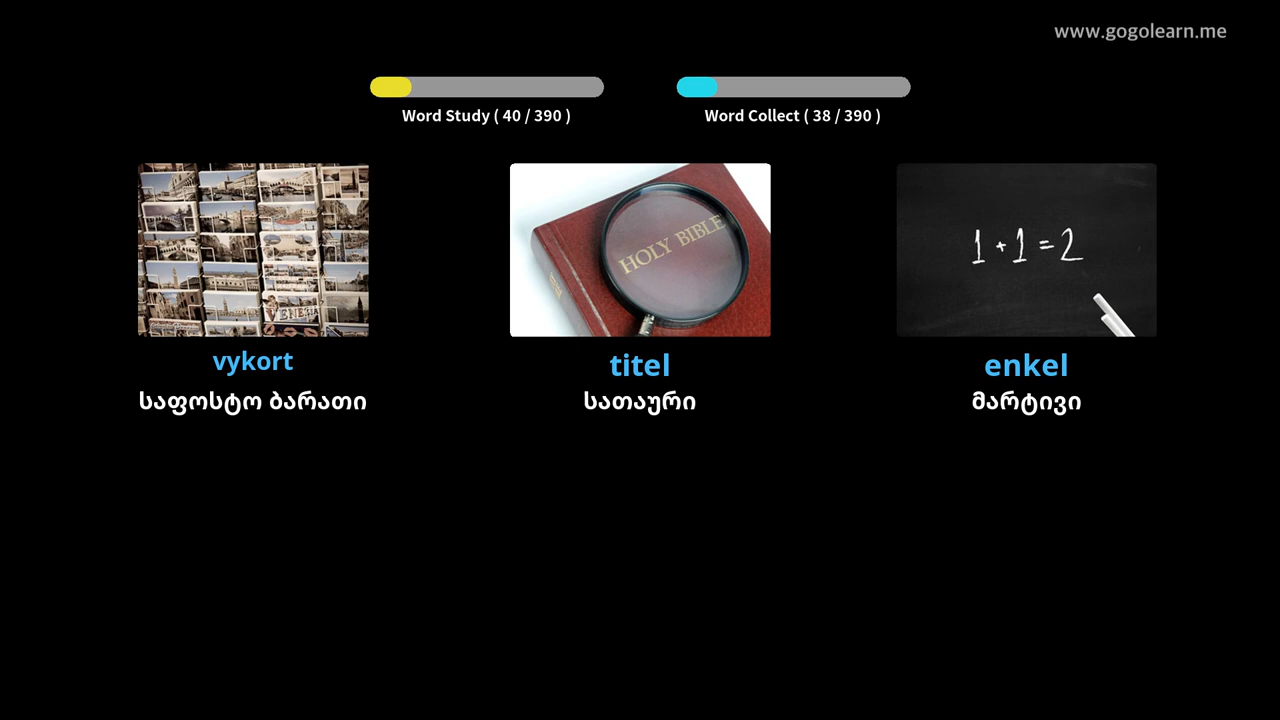 www.gogolearn.me
Word Study ( 40 / 390 )
Word Collect ( 38 / 390 )
HOLY BIBLE
1 + 1 = 2
vykort
titel
enkel
საფოსტო ბარათი
სათაური
მარტივი